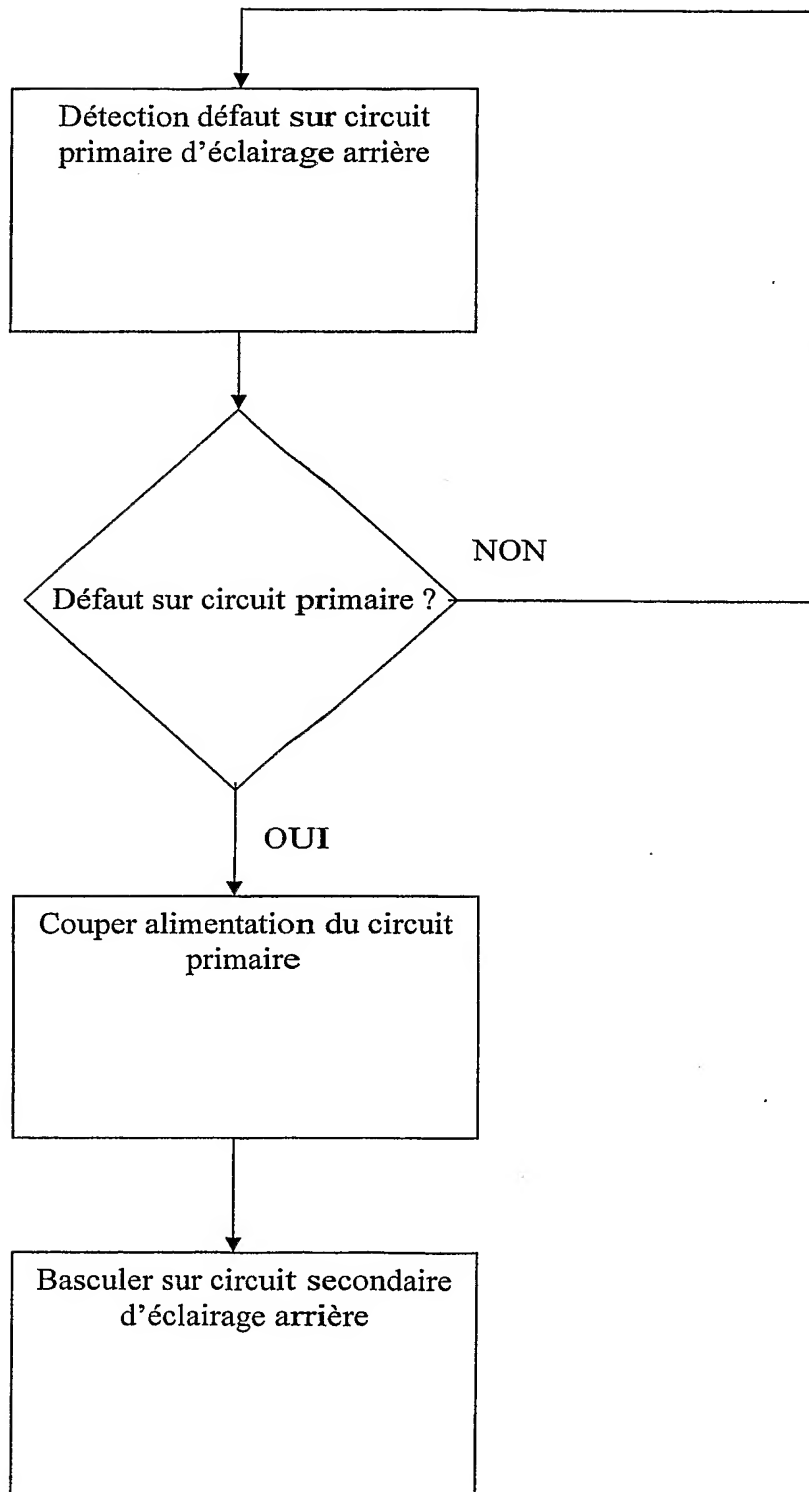 Détection défaut sur circuit
primaire d’éclairage arrière
NON
Défaut sur circuit primaire ?
OUI
Couper alimentation du circuit
primaire
Basculer sur circuit secondaire
d’éclairage arrière